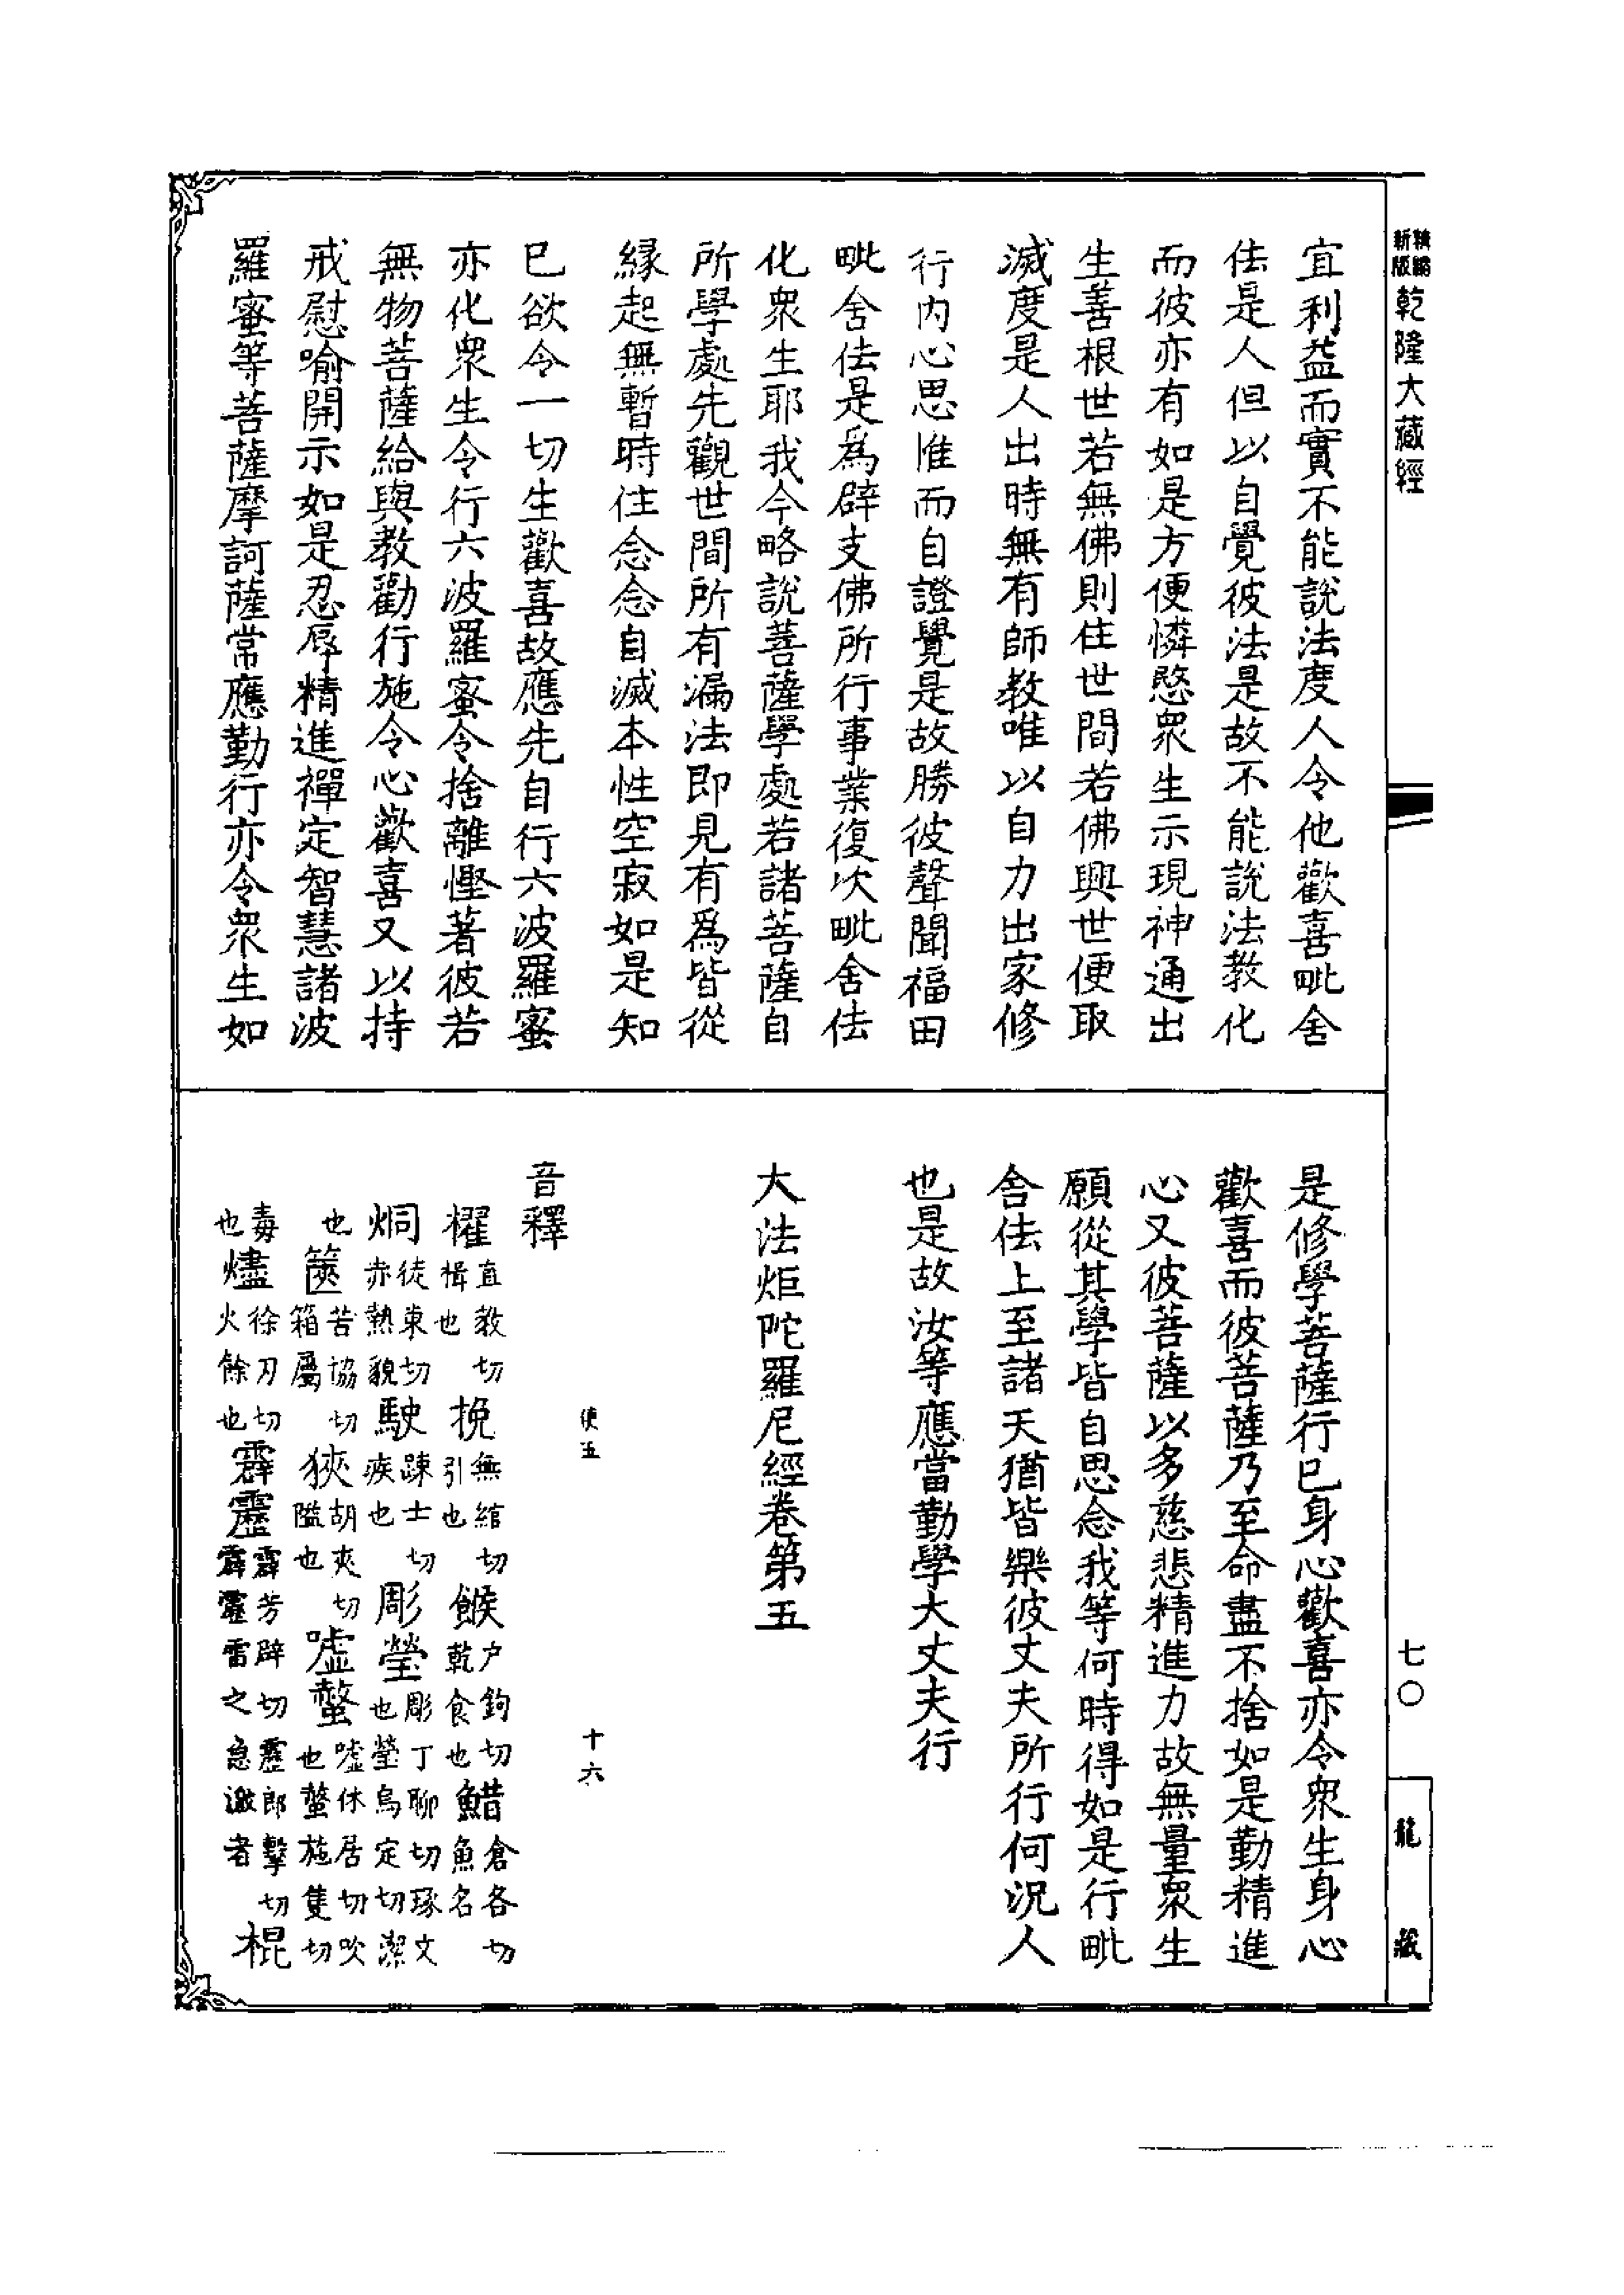 新版
精縮
乾隆大藏經
宜利益而實不能說法度人令他歡喜毗舍
佉是人但以自覺彼法是故不能說法教化
而彼亦有如是方便憐愍衆生示現神通出
生善根世若無佛則住世間若佛興世便取
滅度是人出時無有師教唯以自力出家修
行内心思惟而自證覺是故勝彼聲聞福田
毗舍佉是爲辟支佛所行事業復次毗舍佉
化衆生耶我今略說菩薩學處若諸菩薩自
所學處先觀世間所有漏法即見有爲皆從
緣起無暫時住念念自滅本性空寂如是知
已欲令一切生歡喜故應先自行六波羅蜜
亦化衆生令行六波羅蜜令捨離慳著彼若
無物菩薩給與教勸行施令心歡喜又以持
戒慰喻開示如是忍辱精進禪定智慧諸波
羅蜜等菩薩摩訶薩常應勤行亦令衆生如
是修學菩薩行已身心歡喜亦令衆生身心
歡喜而彼菩薩乃至命盡不捨如是勤精進
心又彼菩薩以多慈悲精進力故無量衆生
願從其學皆自思念我等何時得如是行毗
舍佉上至諸天猶皆樂彼丈夫所行何況人
也是故汝等應當勤學大丈夫行
大法炬陀羅尼經卷第五
使五
十六
音釋
櫂直教切楫也 挽無綰切引也 餱户鉤切乾食也 鯌倉各切魚名
烔徒東切赤熱貌 駛踈士切疾也 彫瑩彫丁聊切琢文也瑩烏定切潔
也 篋苦協切箱屬 狹胡夾切隘也 嘘螫嘘休居切吹也螫施隻切
毒也 燼徐刃切火餘也 霹靂霹芳辟切靂郎擊切霹靂雷之急激者 棍
七〇
龍藏